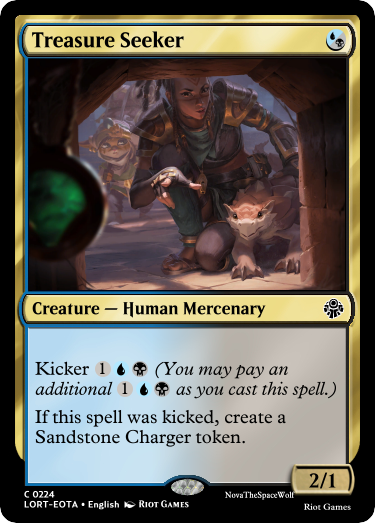 Treasure Seeker
Creature — Human Mercenary
Kicker 1 (You may pay an
additional 1 as you cast this spell.)
If this spell was kicked, create a
Sandstone Charger token.
2/1
C 0224
LORT-EOTA • English Riot Games
NovaTheSpaceWolf
Riot Games